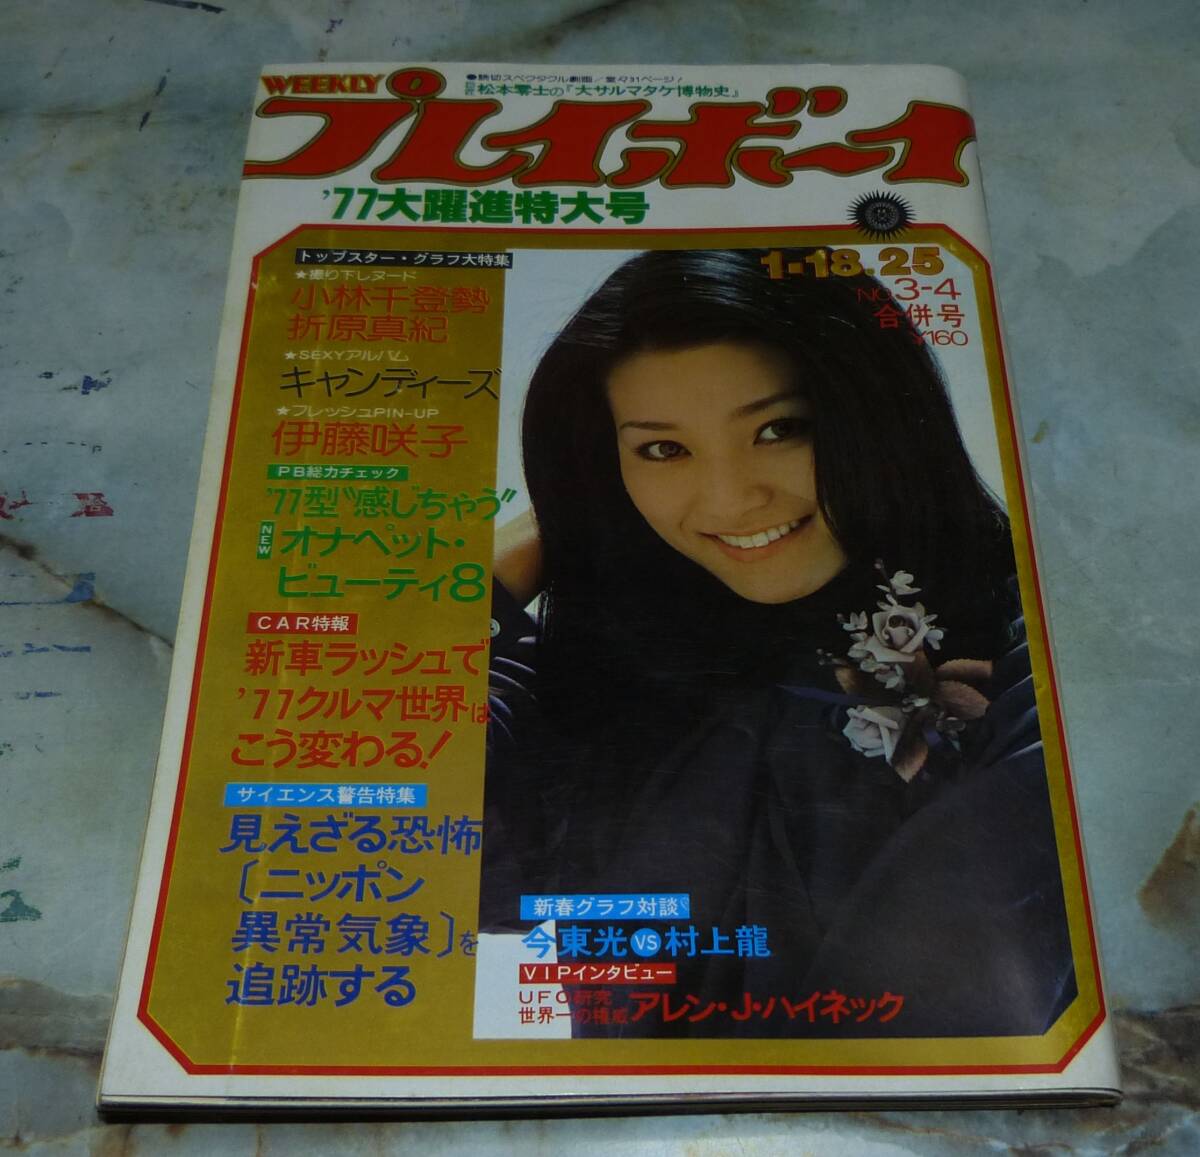 WEEKLY
●読切スペクタクル劇画/堂々31ページ!
松本零士の『大サルマタケ博物史』
プレイボーイ
'77大躍進特大号
1-18.25
NO.3-4
合併号
¥160
トップスター・グラフ大特集
★撮り下しヌード
小林千登勢
折原真紀
★SEXYアルバム
キャンディーズ
★フレッシュPIN-UP
伊藤咲子
PB総力チェック
'77型“感じちゃう”
NEW
オナペット・
ビューティ8
CAR特報
新車ラッシュで
'77クルマ世界は
こう変わる!
サイエンス警告特集
見えざる恐怖
〔ニッポン
異常気象〕を
追跡する
新春グラフ対談
今東光VS村上龍
VIPインタビュー
UFO研究
世界一の権威
アレン・J・ハイネック